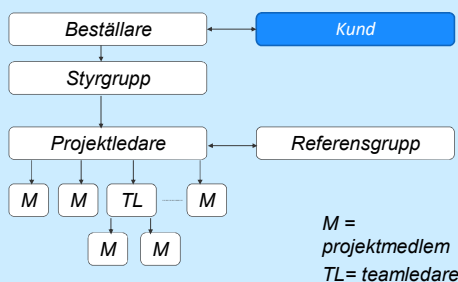 Beställare Kund
Styrgrupp
Projektledare Referensgrupp
M M TL M
M M
M =
projektmedlem
TL= teamledare